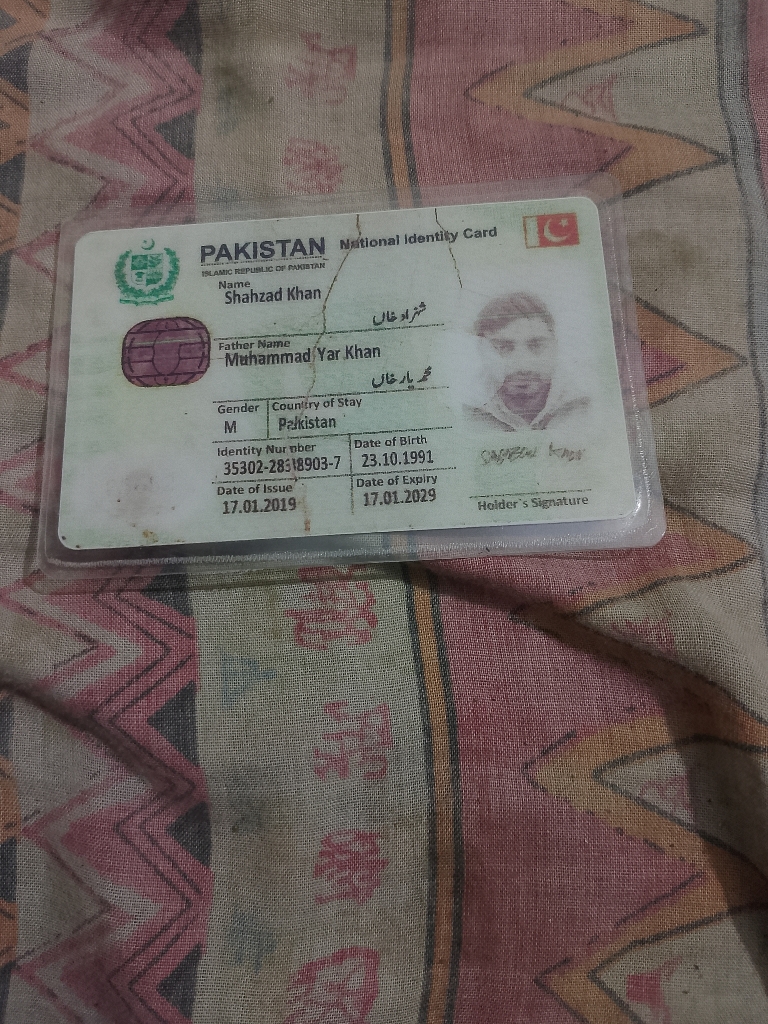 PAKISTAN National Identity Card
ISLAMIC REPUBLIC OF PAKISTAN
Name
Shahzad Khan
شہزاد خاں
Father Name
Muhammad Yar Khan
محمد یار خاں
Gender Country of Stay
M Pakistan
Identity Number Date of Birth
23.10.1991
Date of Issue Date of Expiry
17.01.2019 17.01.2029
Holder's Signature